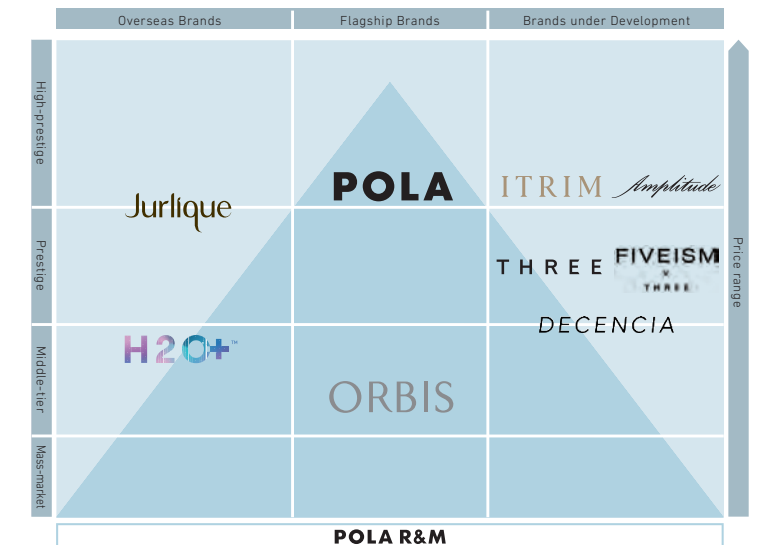 Overseas Brands
Flagship Brands
Brands under Development
High-prestige
Prestige
Middle-tier
Mass-market
Price range
POLA
ITRIM
Amplitude
Jurlique
THREE
FIVEISM
×
THREE
DECENCIA
H2O+™
ORBIS
POLA R&M